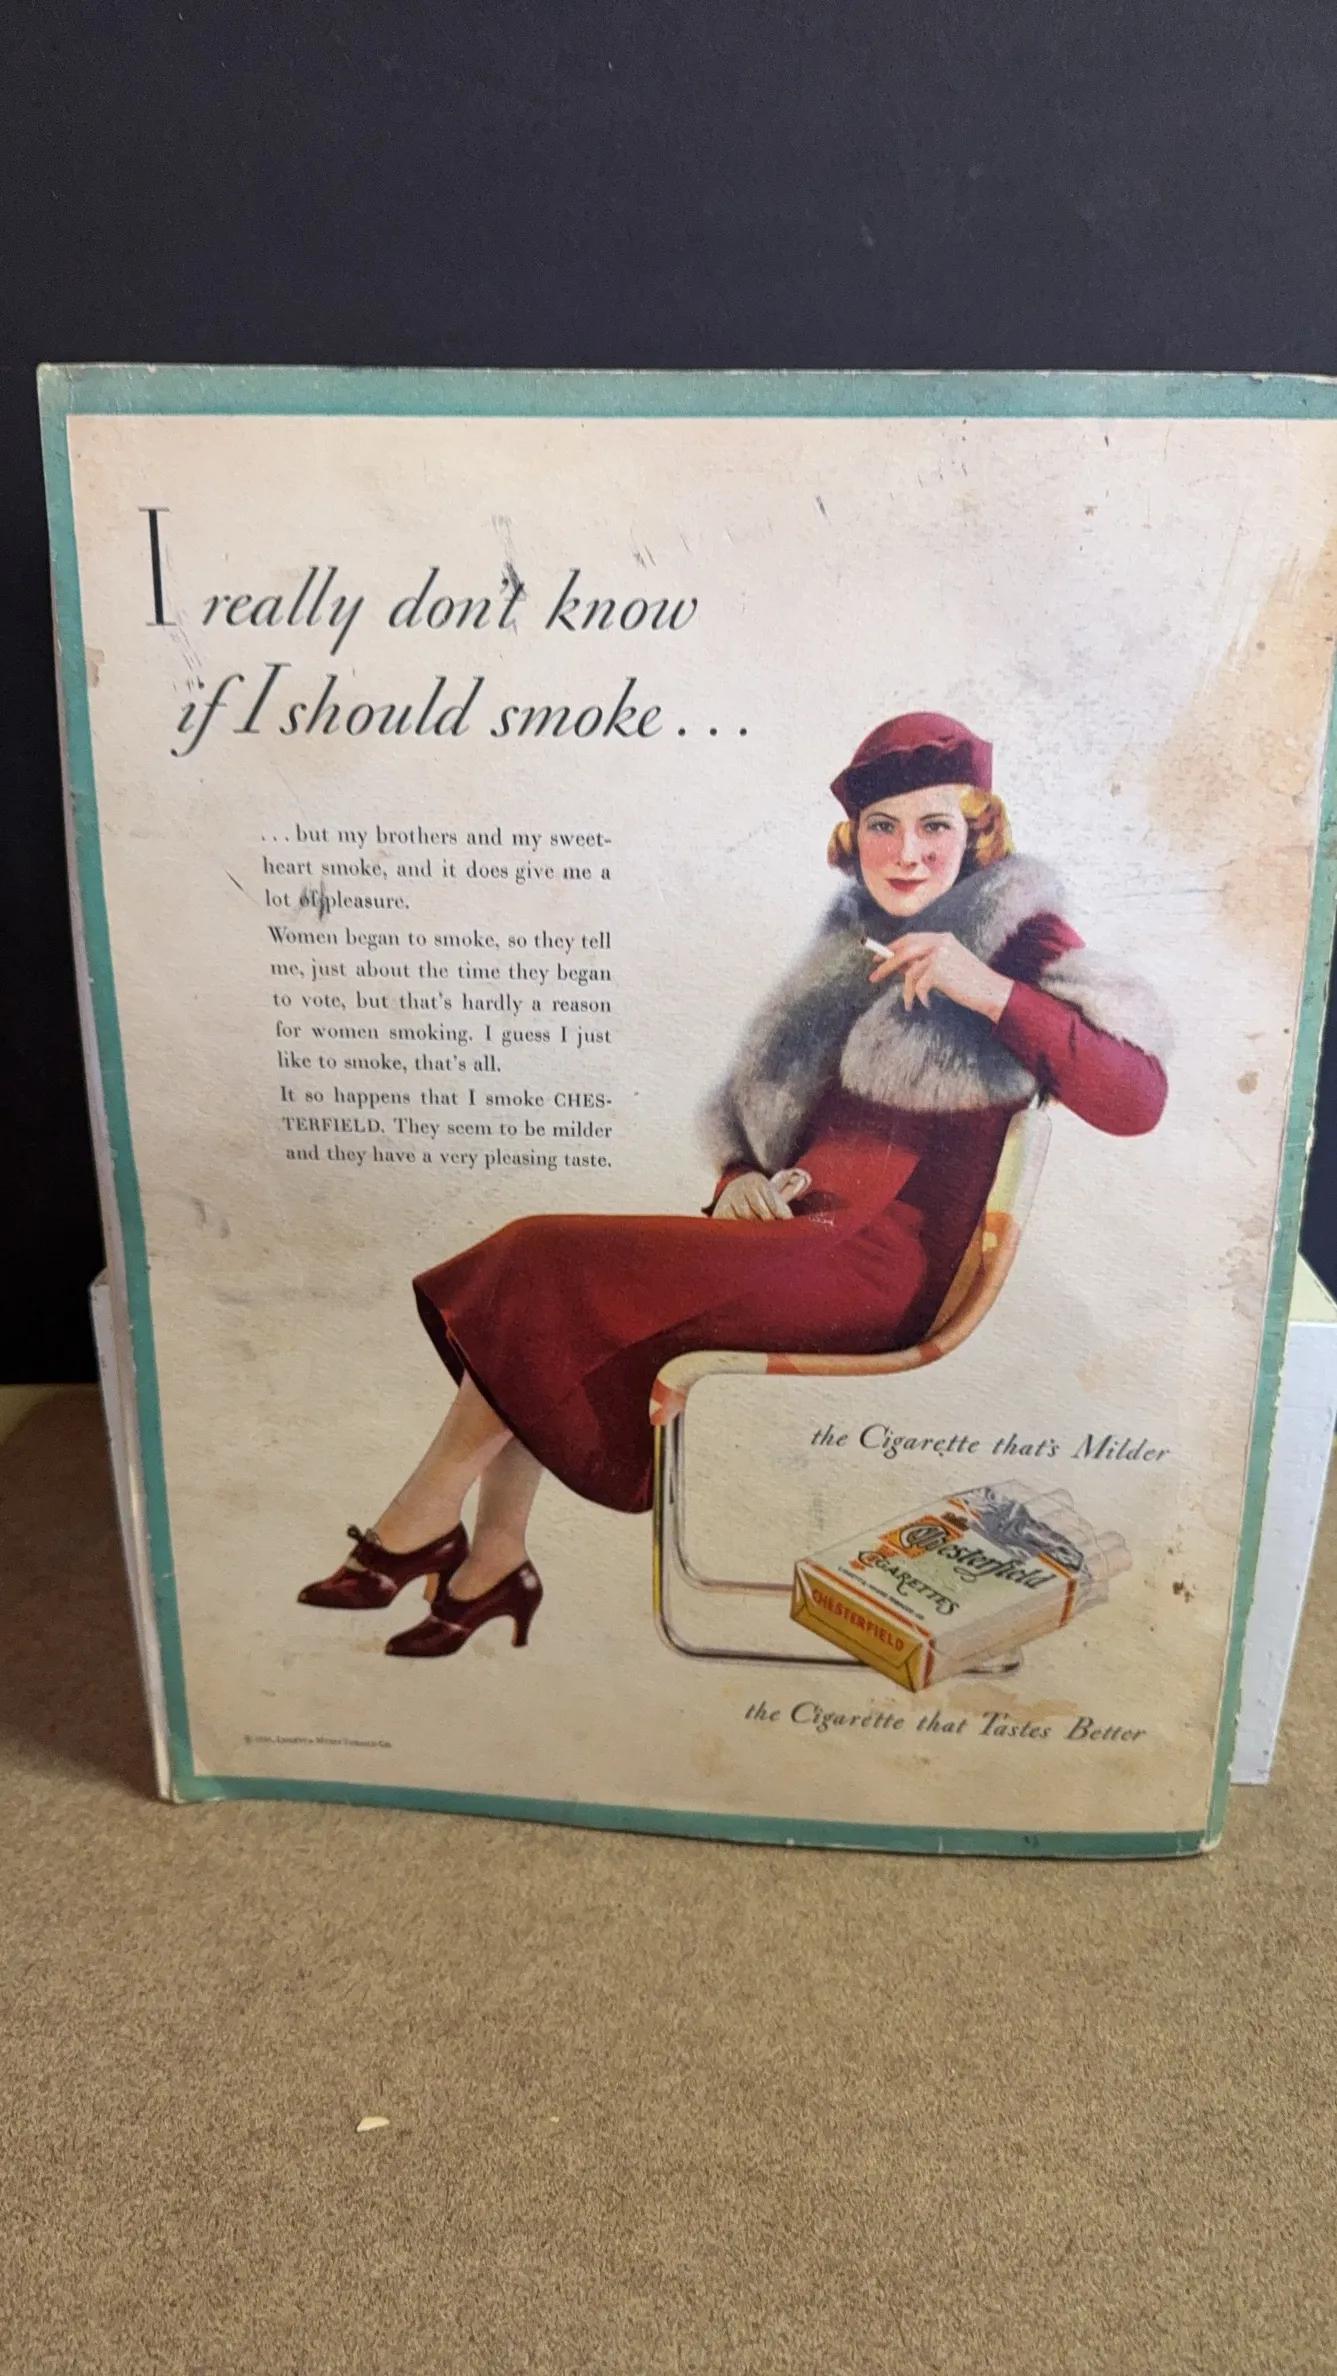 I really don't know
if I should smoke...
...but my brothers and my sweet-
heart smoke, and it does give me a
lot of pleasure.
Women began to smoke, so they tell
me, just about the time they began
to vote, but that's hardly a reason
for women smoking. I guess I just
like to smoke, that's all.
It so happens that I smoke CHES-
TERFIELD. They seem to be milder
and they have a very pleasing taste.
the Cigarette that's Milder
Chesterfield
CIGARETTES
CHESTERFIELD
the Cigarette that Tastes Better
LIGGETT & MYERS TOBACCO CO.